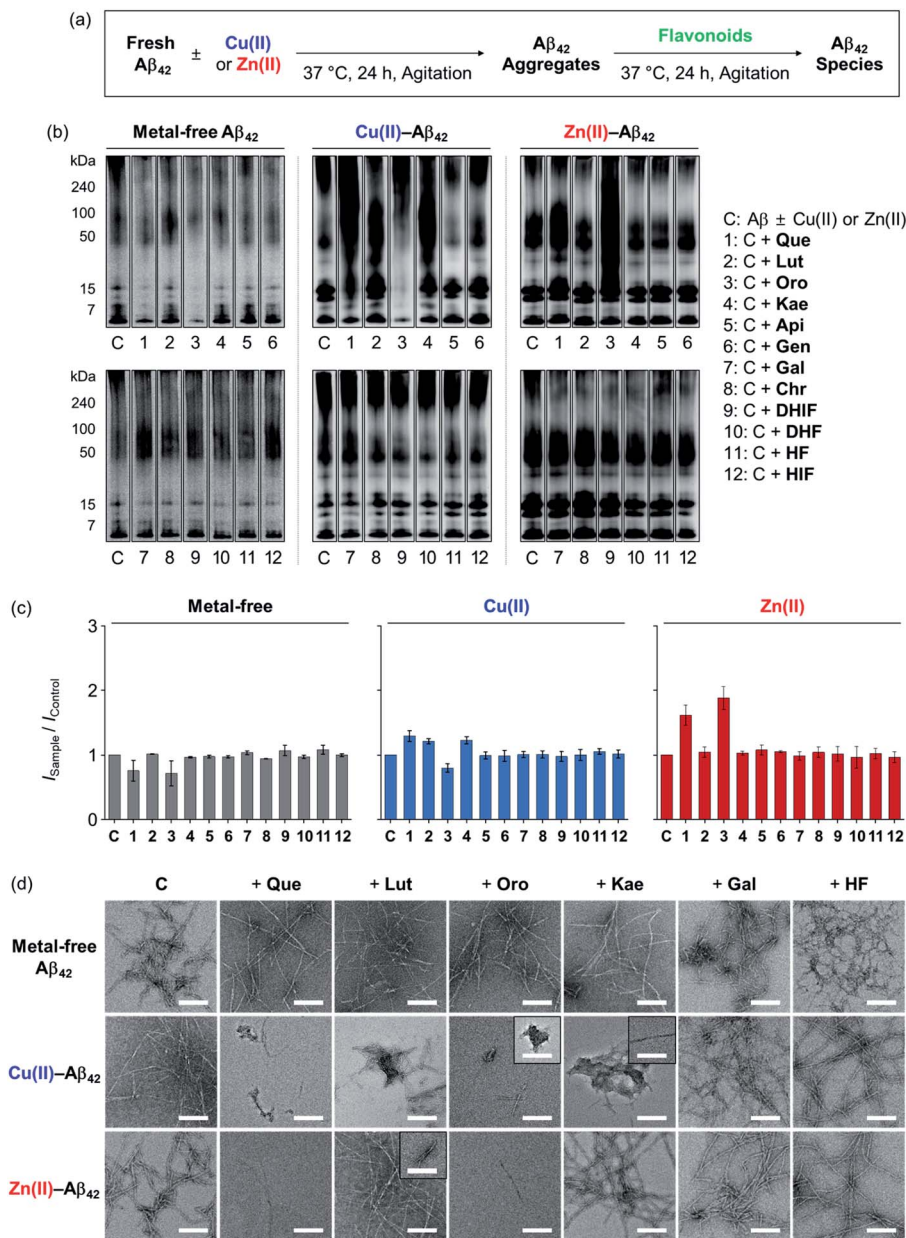 (a)
Fresh Aβ₄₂ ± Cu(II) or Zn(II)
37 °C, 24 h, Agitation
Aβ₄₂ Aggregates
Flavonoids
37 °C, 24 h, Agitation
Aβ₄₂ Species
(b)
Metal-free Aβ₄₂ Cu(II)–Aβ₄₂ Zn(II)–Aβ₄₂
kDa
240
100
50
15
7
C 1 2 3 4 5 6 C 1 2 3 4 5 6 C 1 2 3 4 5 6
kDa
240
100
50
15
7
C 7 8 9 10 11 12 C 7 8 9 10 11 12 C 7 8 9 10 11 12
C: Aβ ± Cu(II) or Zn(II)
1: C + Que
2: C + Lut
3: C + Oro
4: C + Kae
5: C + Api
6: C + Gen
7: C + Gal
8: C + Chr
9: C + DHIF
10: C + DHF
11: C + HF
12: C + HIF
(c)
Metal-free Cu(II) Zn(II)
I Sample / I Control
3
2
1
0
C 1 2 3 4 5 6 7 8 9 10 11 12 C 1 2 3 4 5 6 7 8 9 10 11 12 C 1 2 3 4 5 6 7 8 9 10 11 12
(d)
C + Que + Lut + Oro + Kae + Gal + HF
Metal-free
Aβ₄₂
Cu(II)–Aβ₄₂
Zn(II)–Aβ₄₂